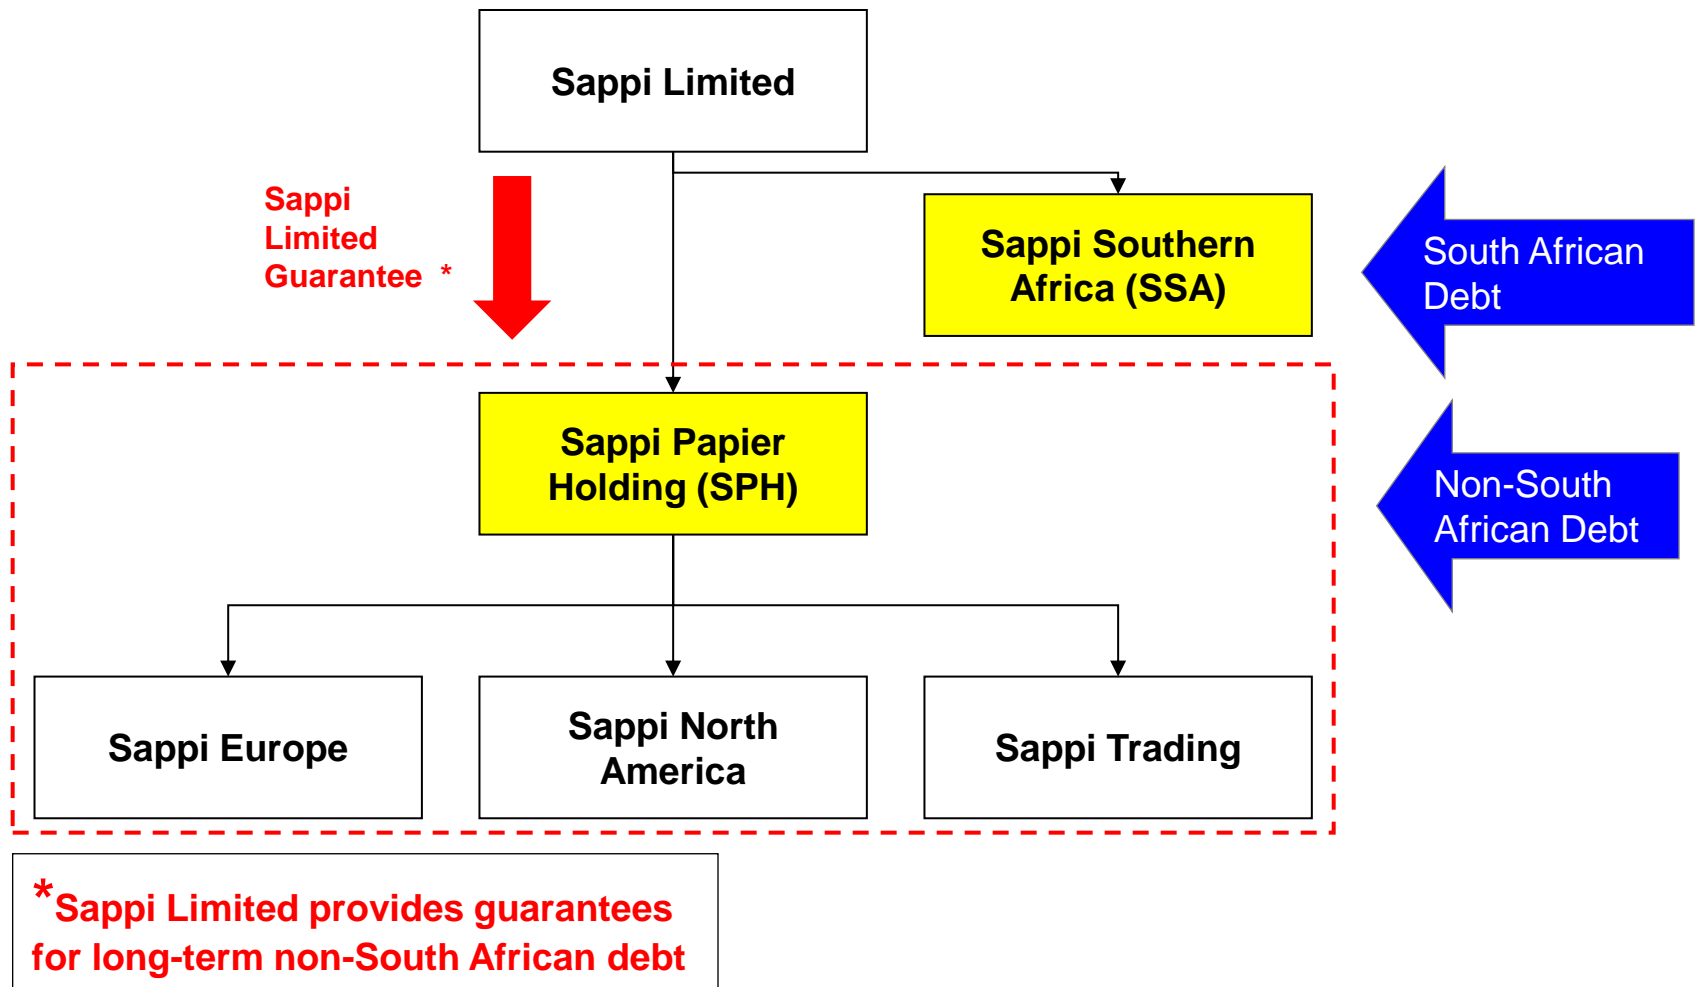 Sappi Limited
Sappi
Limited
Guarantee *
Sappi Southern
Africa (SSA)
South African
Debt
Sappi Papier
Holding (SPH)
Non-South
African Debt
Sappi Europe
Sappi North
America
Sappi Trading
*Sappi Limited provides guarantees
for long-term non-South African debt